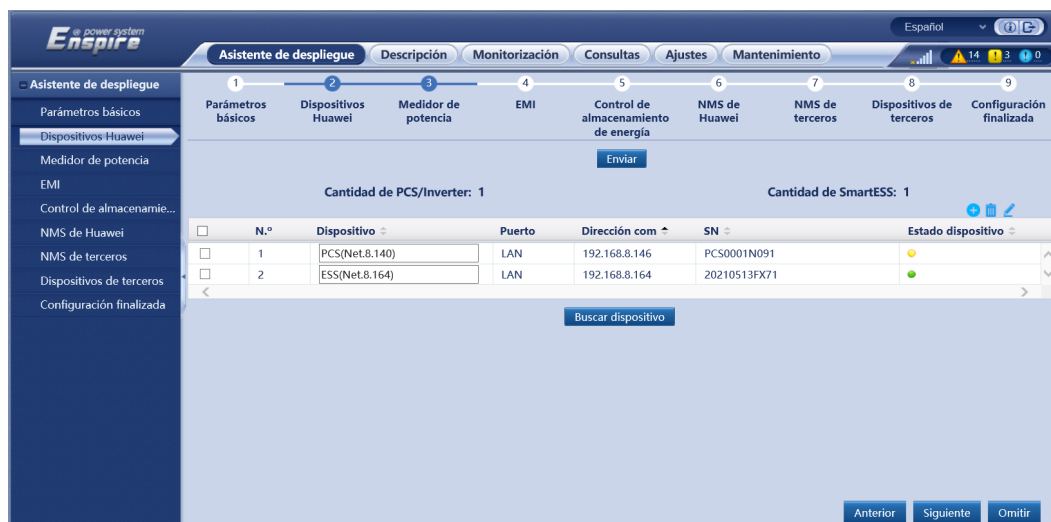 e power system
Enspire
Español
Asistente de despliegue Descripción Monitorización Consultas Ajustes Mantenimiento
14 3 0
Asistente de despliegue
Parámetros básicos
Dispositivos Huawei
Medidor de potencia
EMI
Control de almacenamie...
NMS de Huawei
NMS de terceros
Dispositivos de terceros
Configuración finalizada
1 2 3 4 5 6 7 8 9
Parámetros básicos
Dispositivos Huawei
Medidor de potencia
EMI
Control de almacenamiento de energía
NMS de Huawei
NMS de terceros
Dispositivos de terceros
Configuración finalizada
Enviar
Cantidad de PCS/Inverter: 1 Cantidad de SmartESS: 1
N.º Dispositivo Puerto Dirección com SN Estado dispositivo
1 PCS(Net.8.140) LAN 192.168.8.146 PCS0001N091
2 ESS(Net.8.164) LAN 192.168.8.164 20210513FX71
Buscar dispositivo
Anterior Siguiente Omitir